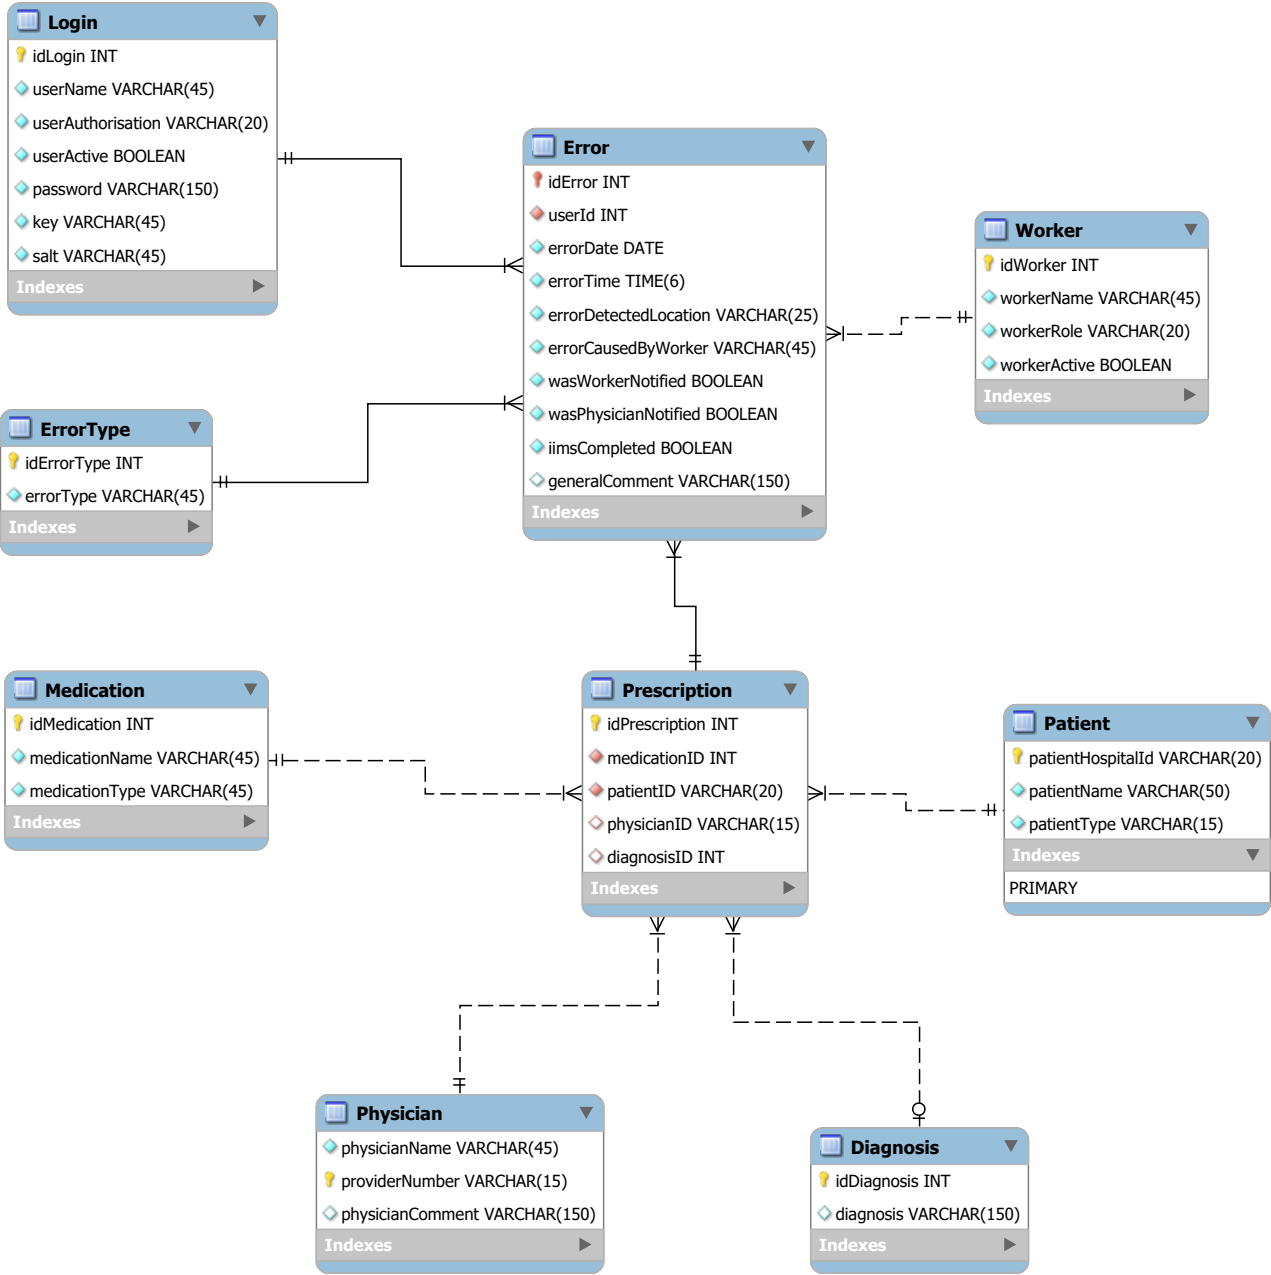 Login
idLogin INT
userName VARCHAR(45)
userAuthorisation VARCHAR(20)
userActive BOOLEAN
password VARCHAR(150)
key VARCHAR(45)
salt VARCHAR(45)
Indexes
Error
idError INT
userId INT
errorDate DATE
errorTime TIME(6)
errorDetectedLocation VARCHAR(25)
errorCausedByWorker VARCHAR(45)
wasWorkerNotified BOOLEAN
wasPhysicianNotified BOOLEAN
iimsCompleted BOOLEAN
generalComment VARCHAR(150)
Indexes
Worker
idWorker INT
workerName VARCHAR(45)
workerRole VARCHAR(20)
workerActive BOOLEAN
Indexes
ErrorType
idErrorType INT
errorType VARCHAR(45)
Indexes
Medication
idMedication INT
medicationName VARCHAR(45)
medicationType VARCHAR(45)
Indexes
Prescription
idPrescription INT
medicationID INT
patientID VARCHAR(20)
physicianID VARCHAR(15)
diagnosisID INT
Indexes
Patient
patientHospitalId VARCHAR(20)
patientName VARCHAR(50)
patientType VARCHAR(15)
Indexes
PRIMARY
Physician
physicianName VARCHAR(45)
providerNumber VARCHAR(15)
physicianComment VARCHAR(150)
Indexes
Diagnosis
idDiagnosis INT
diagnosis VARCHAR(150)
Indexes